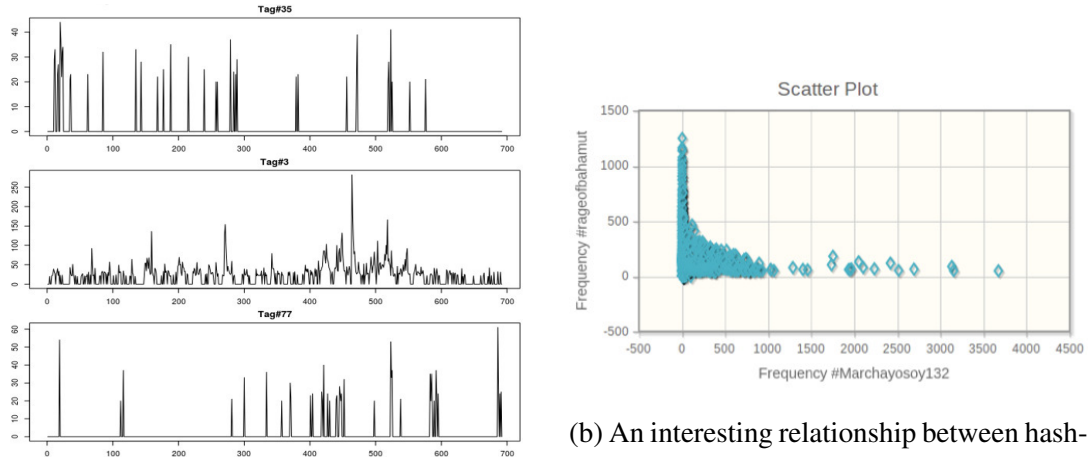 Tag#35
40
30
20
10
0
0 100 200 300 400 500 600 700
Tag#3
250
200
150
100
50
0
0 100 200 300 400 500 600 700
Tag#77
60
50
40
30
20
10
0
0 100 200 300 400 500 600 700
Scatter Plot
1500
1000
500
0
-500
Frequency #rageofbahamut
-500 0 500 1000 1500 2000 2500 3000 3500 4000 4500
Frequency #Marchayosoy132
(b) An interesting relationship between hash-